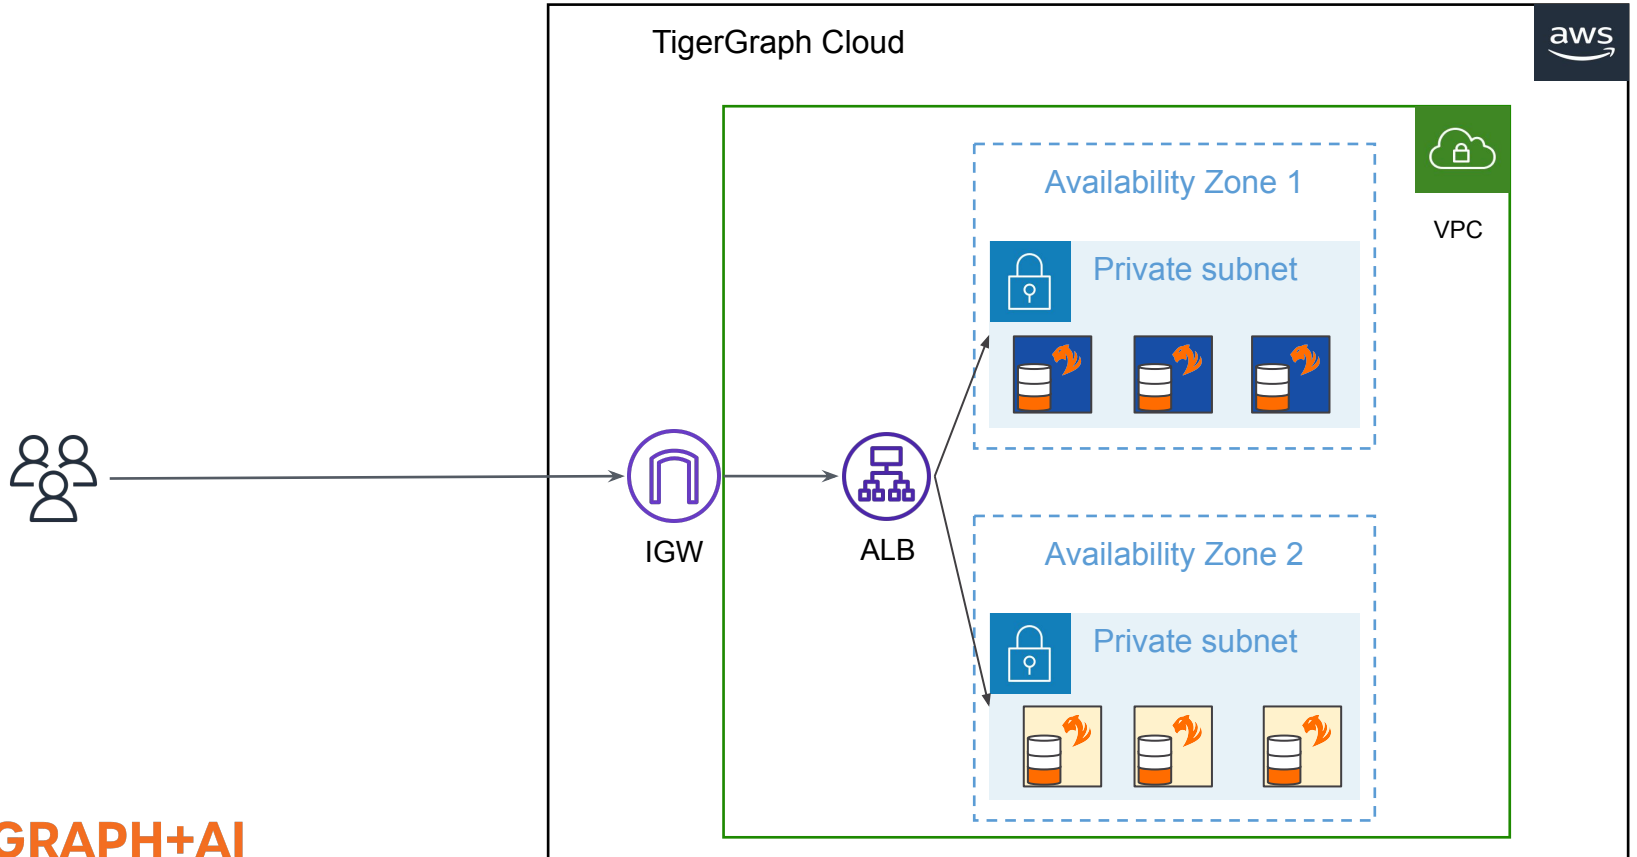 TigerGraph Cloud
aws
Availability Zone 1
VPC
Private subnet
IGW
ALB
Availability Zone 2
Private subnet
GRAPH+AI